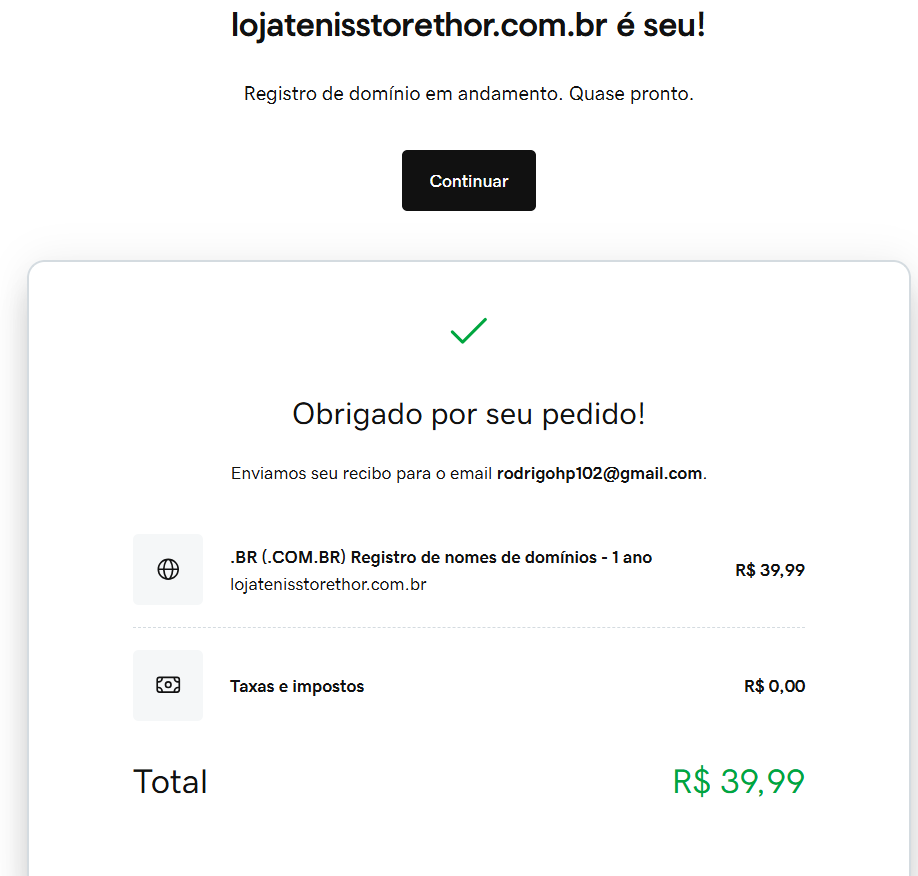 lojatenisstorethor.com.br é seu!
Registro de domínio em andamento. Quase pronto.
Continuar
Obrigado por seu pedido!
Enviamos seu recibo para o email rodrigohp102@gmail.com.
.BR (.COM.BR) Registro de nomes de domínios - 1 ano
lojatenisstorethor.com.br
R$ 39,99
Taxas e impostos R$ 0,00
Total R$ 39,99